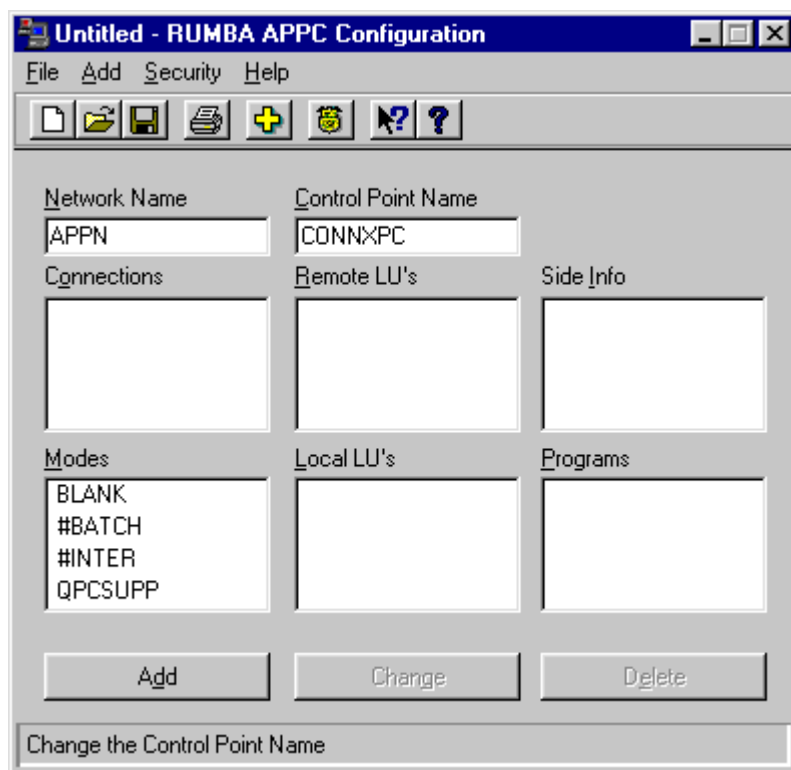 Untitled - RUMBA APPC Configuration
File Add Security Help
Network Name Control Point Name
APPN CONNXPC
Connections Remote LU's Side Info
Modes Local LU's Programs
BLANK
#BATCH
#INTER
QPCSUPP
Add Change Delete
Change the Control Point Name